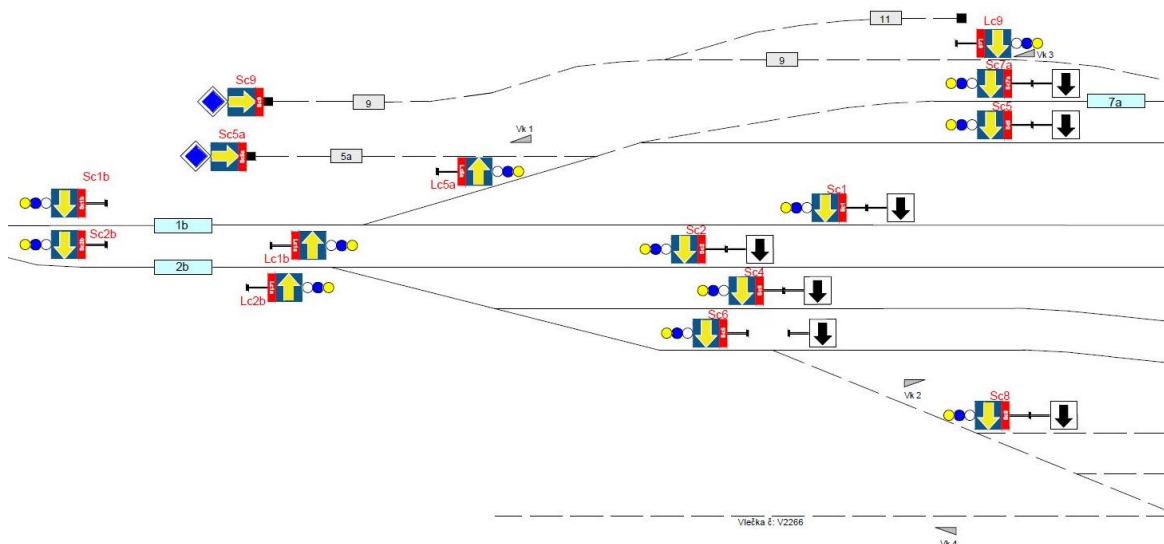 11
Lc9
Vk 3
9
Sc9
Sc7a
9
7a
Sc5
Vk 1
Sc5a
5a
Lc5a
Sc1b
Sc1
1b
Sc2b
Sc2
Lc1b
2b
Sc4
Lc2b
Sc6
Vk 2
Sc8
Vlečka č: V2266
Vk 4